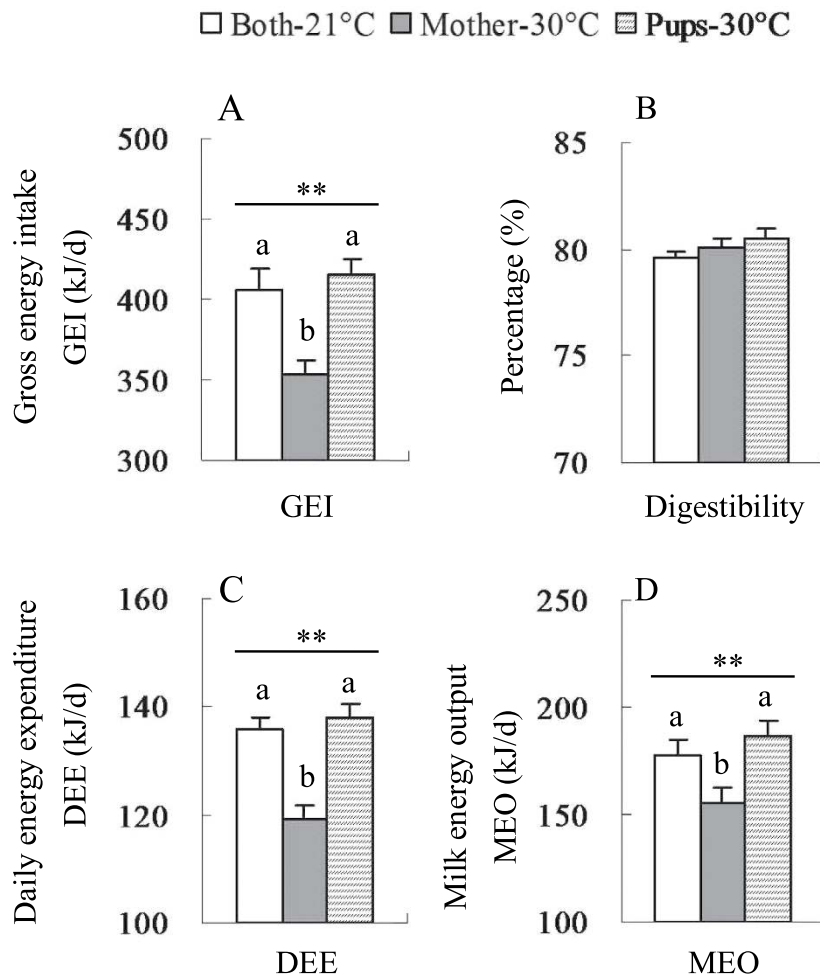 Both-21°C Mother-30°C Pups-30°C
A
Gross energy intake
GEI (kJ/d)
500
450
400
350
300
**
a
b
a
GEI
B
Percentage (%)
85
80
75
70
Digestibility
C
Daily energy expenditure
DEE (kJ/d)
160
140
120
100
**
a
b
a
DEE
D
Milk energy output
MEO (kJ/d)
250
200
150
100
**
a
b
a
MEO